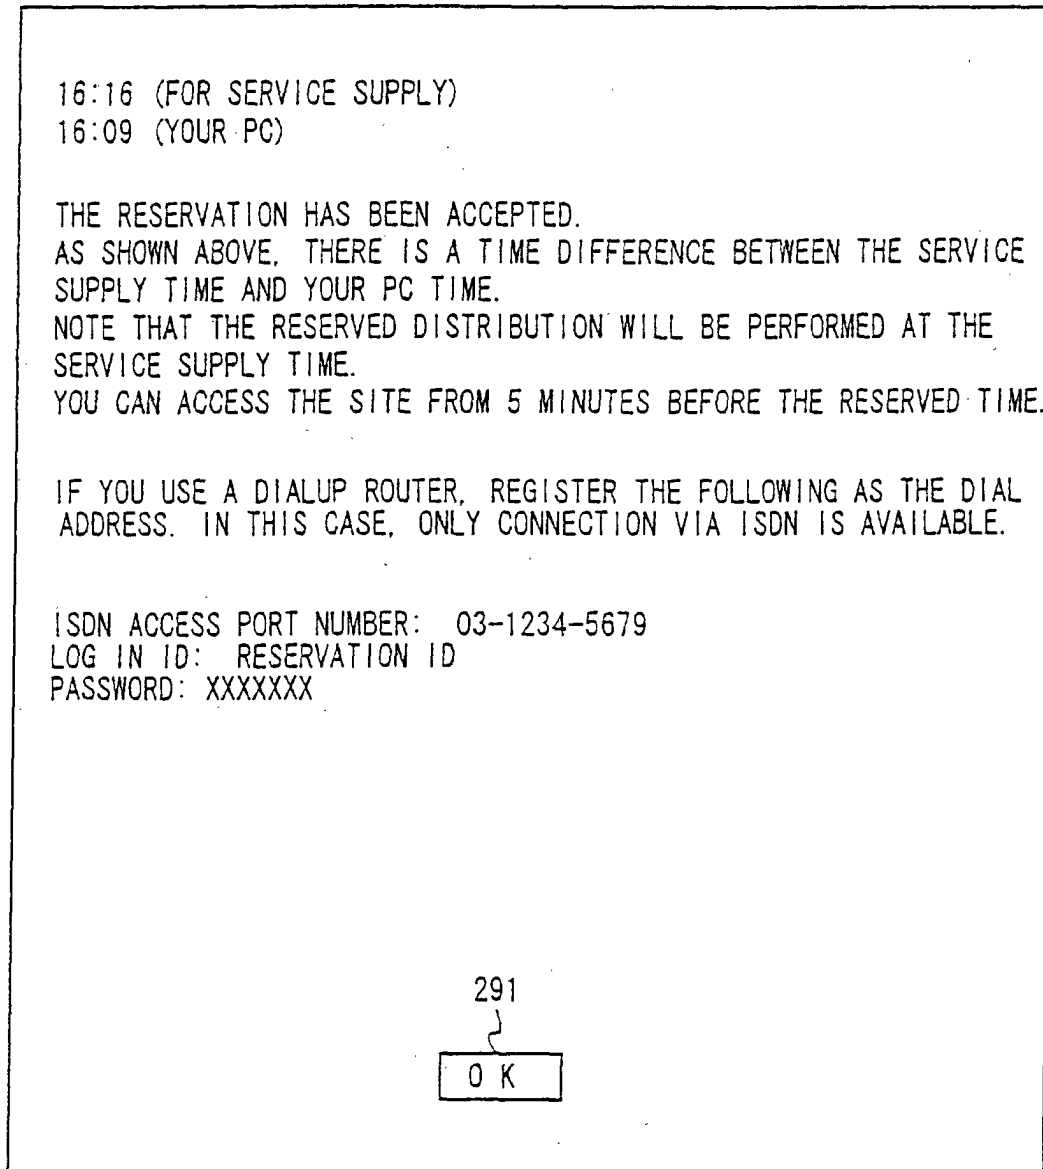 16:16 (FOR SERVICE SUPPLY)
16:09 (YOUR PC)
THE RESERVATION HAS BEEN ACCEPTED.
AS SHOWN ABOVE, THERE IS A TIME DIFFERENCE BETWEEN THE SERVICE
SUPPLY TIME AND YOUR PC TIME.
NOTE THAT THE RESERVED DISTRIBUTION WILL BE PERFORMED AT THE
SERVICE SUPPLY TIME.
YOU CAN ACCESS THE SITE FROM 5 MINUTES BEFORE THE RESERVED TIME.
IF YOU USE A DIALUP ROUTER, REGISTER THE FOLLOWING AS THE DIAL
ADDRESS. IN THIS CASE, ONLY CONNECTION VIA ISDN IS AVAILABLE.
ISDN ACCESS PORT NUMBER: 03-1234-5679
LOG IN ID: RESERVATION ID
PASSWORD: XXXXXXX
291
OK